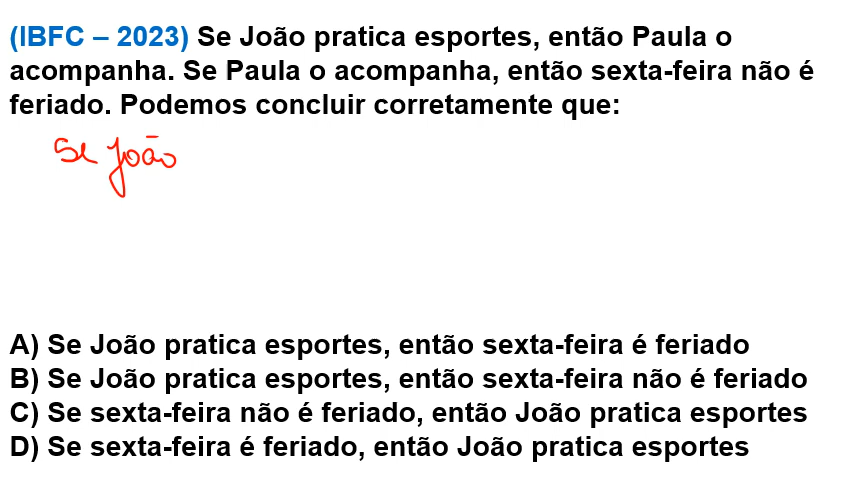 (IBFC – 2023) Se João pratica esportes, então Paula o
acompanha. Se Paula o acompanha, então sexta-feira não é
feriado. Podemos concluir corretamente que:
Se João
A) Se João pratica esportes, então sexta-feira é feriado
B) Se João pratica esportes, então sexta-feira não é feriado
C) Se sexta-feira não é feriado, então João pratica esportes
D) Se sexta-feira é feriado, então João pratica esportes